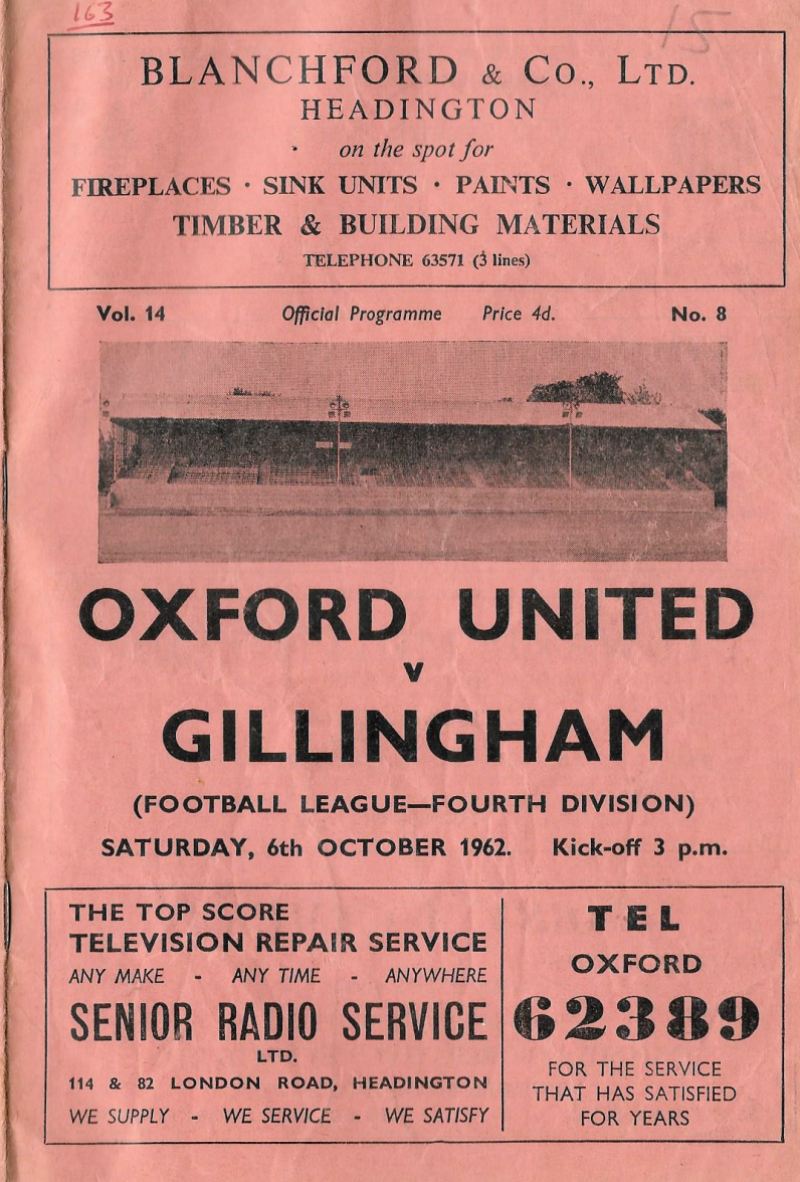 163
15
BLANCHFORD & Co., LTD.
HEADINGTON
on the spot for
FIREPLACES · SINK UNITS · PAINTS · WALLPAPERS
TIMBER & BUILDING MATERIALS
TELEPHONE 63571 (3 lines)
Vol. 14 Official Programme Price 4d. No. 8
OXFORD UNITED
v
GILLINGHAM
(FOOTBALL LEAGUE—FOURTH DIVISION)
SATURDAY, 6th OCTOBER 1962. Kick-off 3 p.m.
THE TOP SCORE
TELEVISION REPAIR SERVICE
ANY MAKE - ANY TIME - ANYWHERE
SENIOR RADIO SERVICE
LTD.
114 & 82 LONDON ROAD, HEADINGTON
WE SUPPLY - WE SERVICE - WE SATISFY
TEL
OXFORD
62389
FOR THE SERVICE
THAT HAS SATISFIED
FOR YEARS